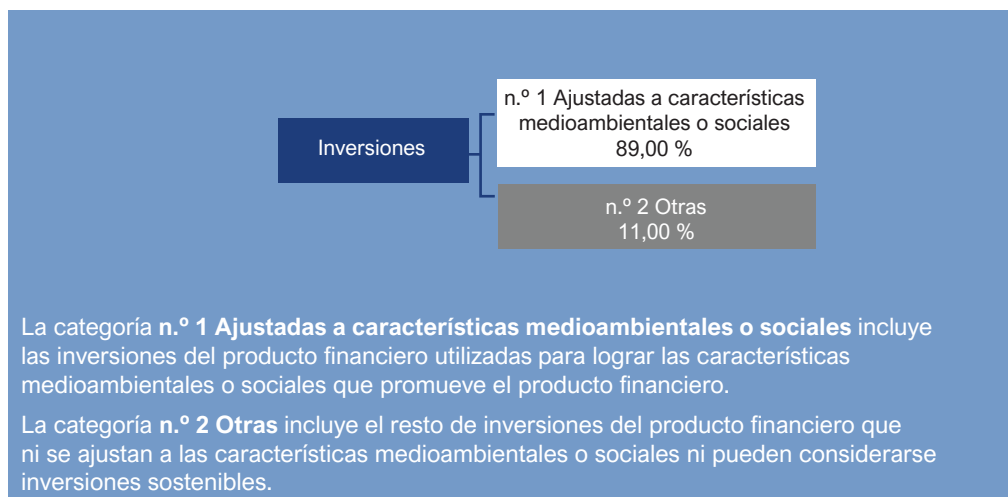 Inversiones
n.º 1 Ajustadas a características
medioambientales o sociales
89,00 %
n.º 2 Otras
11,00 %
La categoría n.º 1 Ajustadas a características medioambientales o sociales incluye
las inversiones del producto financiero utilizadas para lograr las características
medioambientales o sociales que promueve el producto financiero.
La categoría n.º 2 Otras incluye el resto de inversiones del producto financiero que
ni se ajustan a las características medioambientales o sociales ni pueden considerarse
inversiones sostenibles.